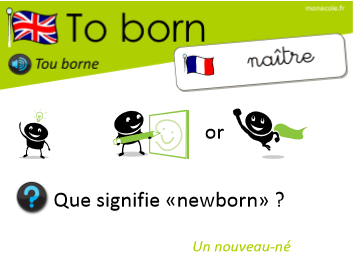 monecole.fr
To born
Tou borne
naître
or
?
Que signifie «newborn» ?
Un nouveau-né